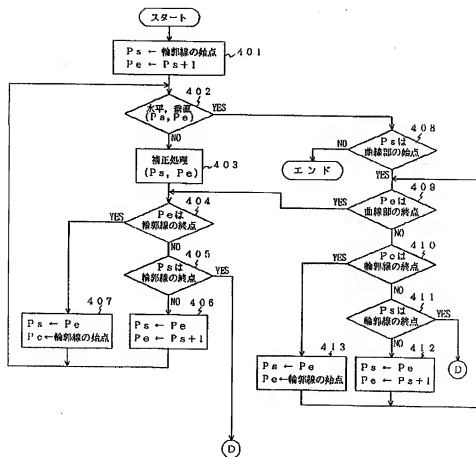 スタート
401
Ps ← 輪郭線の始点
Pe ← Ps+1
402
水平，垂直
(Ps, Pe)
YES
NO
403
補正処理
(Ps, Pe)
404
Peは
輪郭線の終点
YES
NO
405
Psは
輪郭線の終点
YES
NO
406
Ps ← Pe
Pe ← Ps+1
407
Ps ← Pe
Pe←輪郭線の始点
D
408
Psは
曲線部の始点
NO
エンド
YES
409
Peは
曲線部の終点
YES
NO
410
Peは
輪郭線の終点
YES
NO
411
Psは
輪郭線の終点
YES
NO
412
Ps ← Pe
Pe ← Ps+1
413
Ps ← Pe
Pe←輪郭線の始点
D